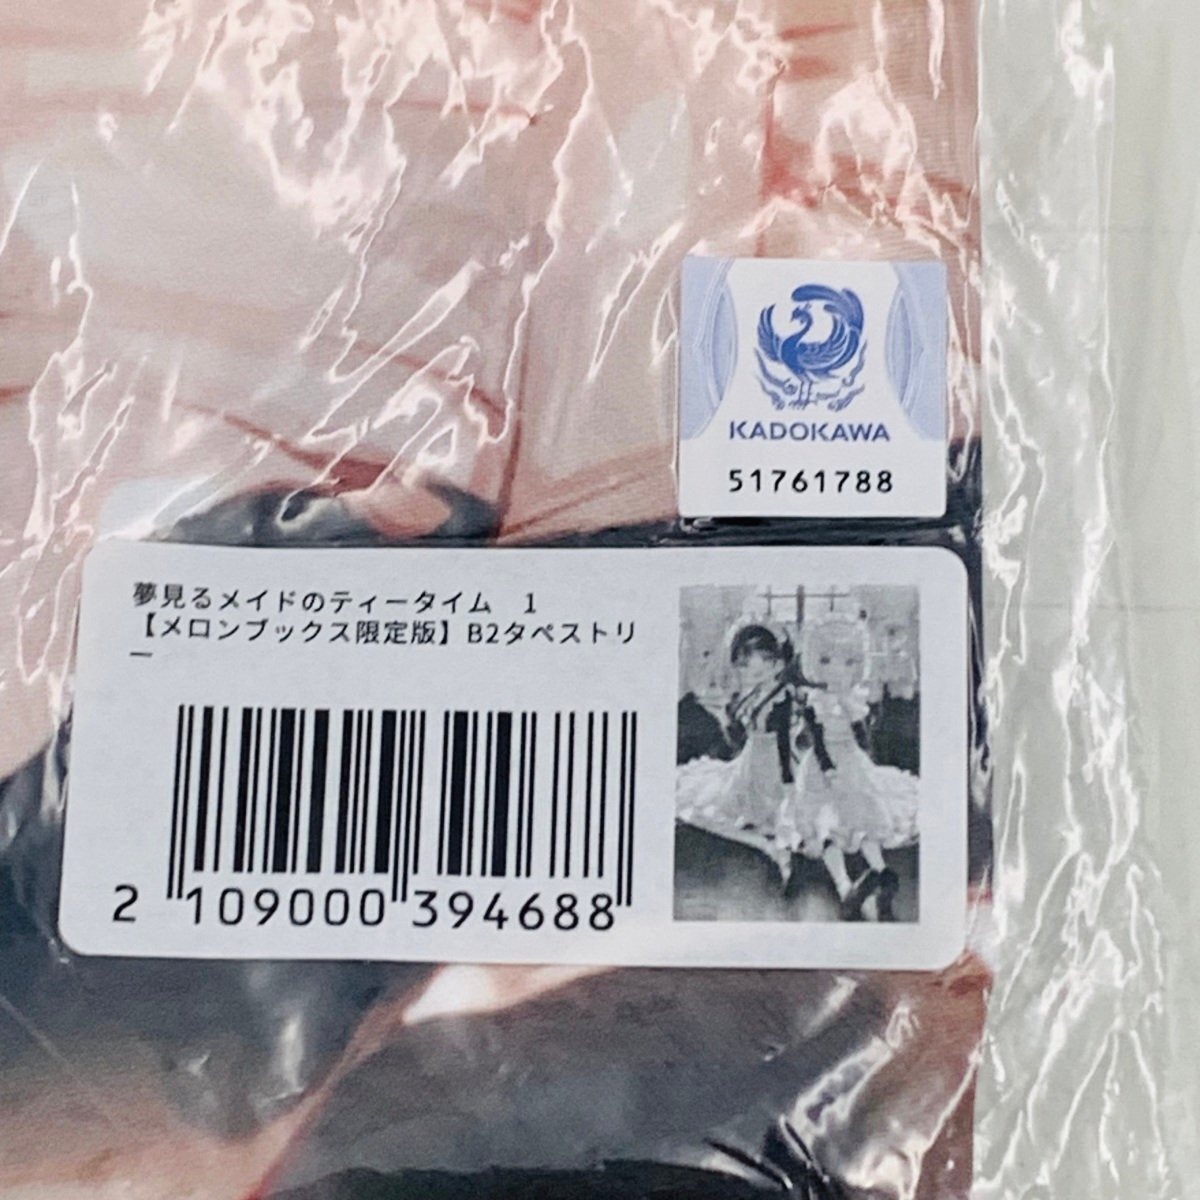 KADOKAWA
51761788
夢見るメイドのティータイム 1
【メロンブックス限定版】B2タペストリ
ー
2 109000 394688